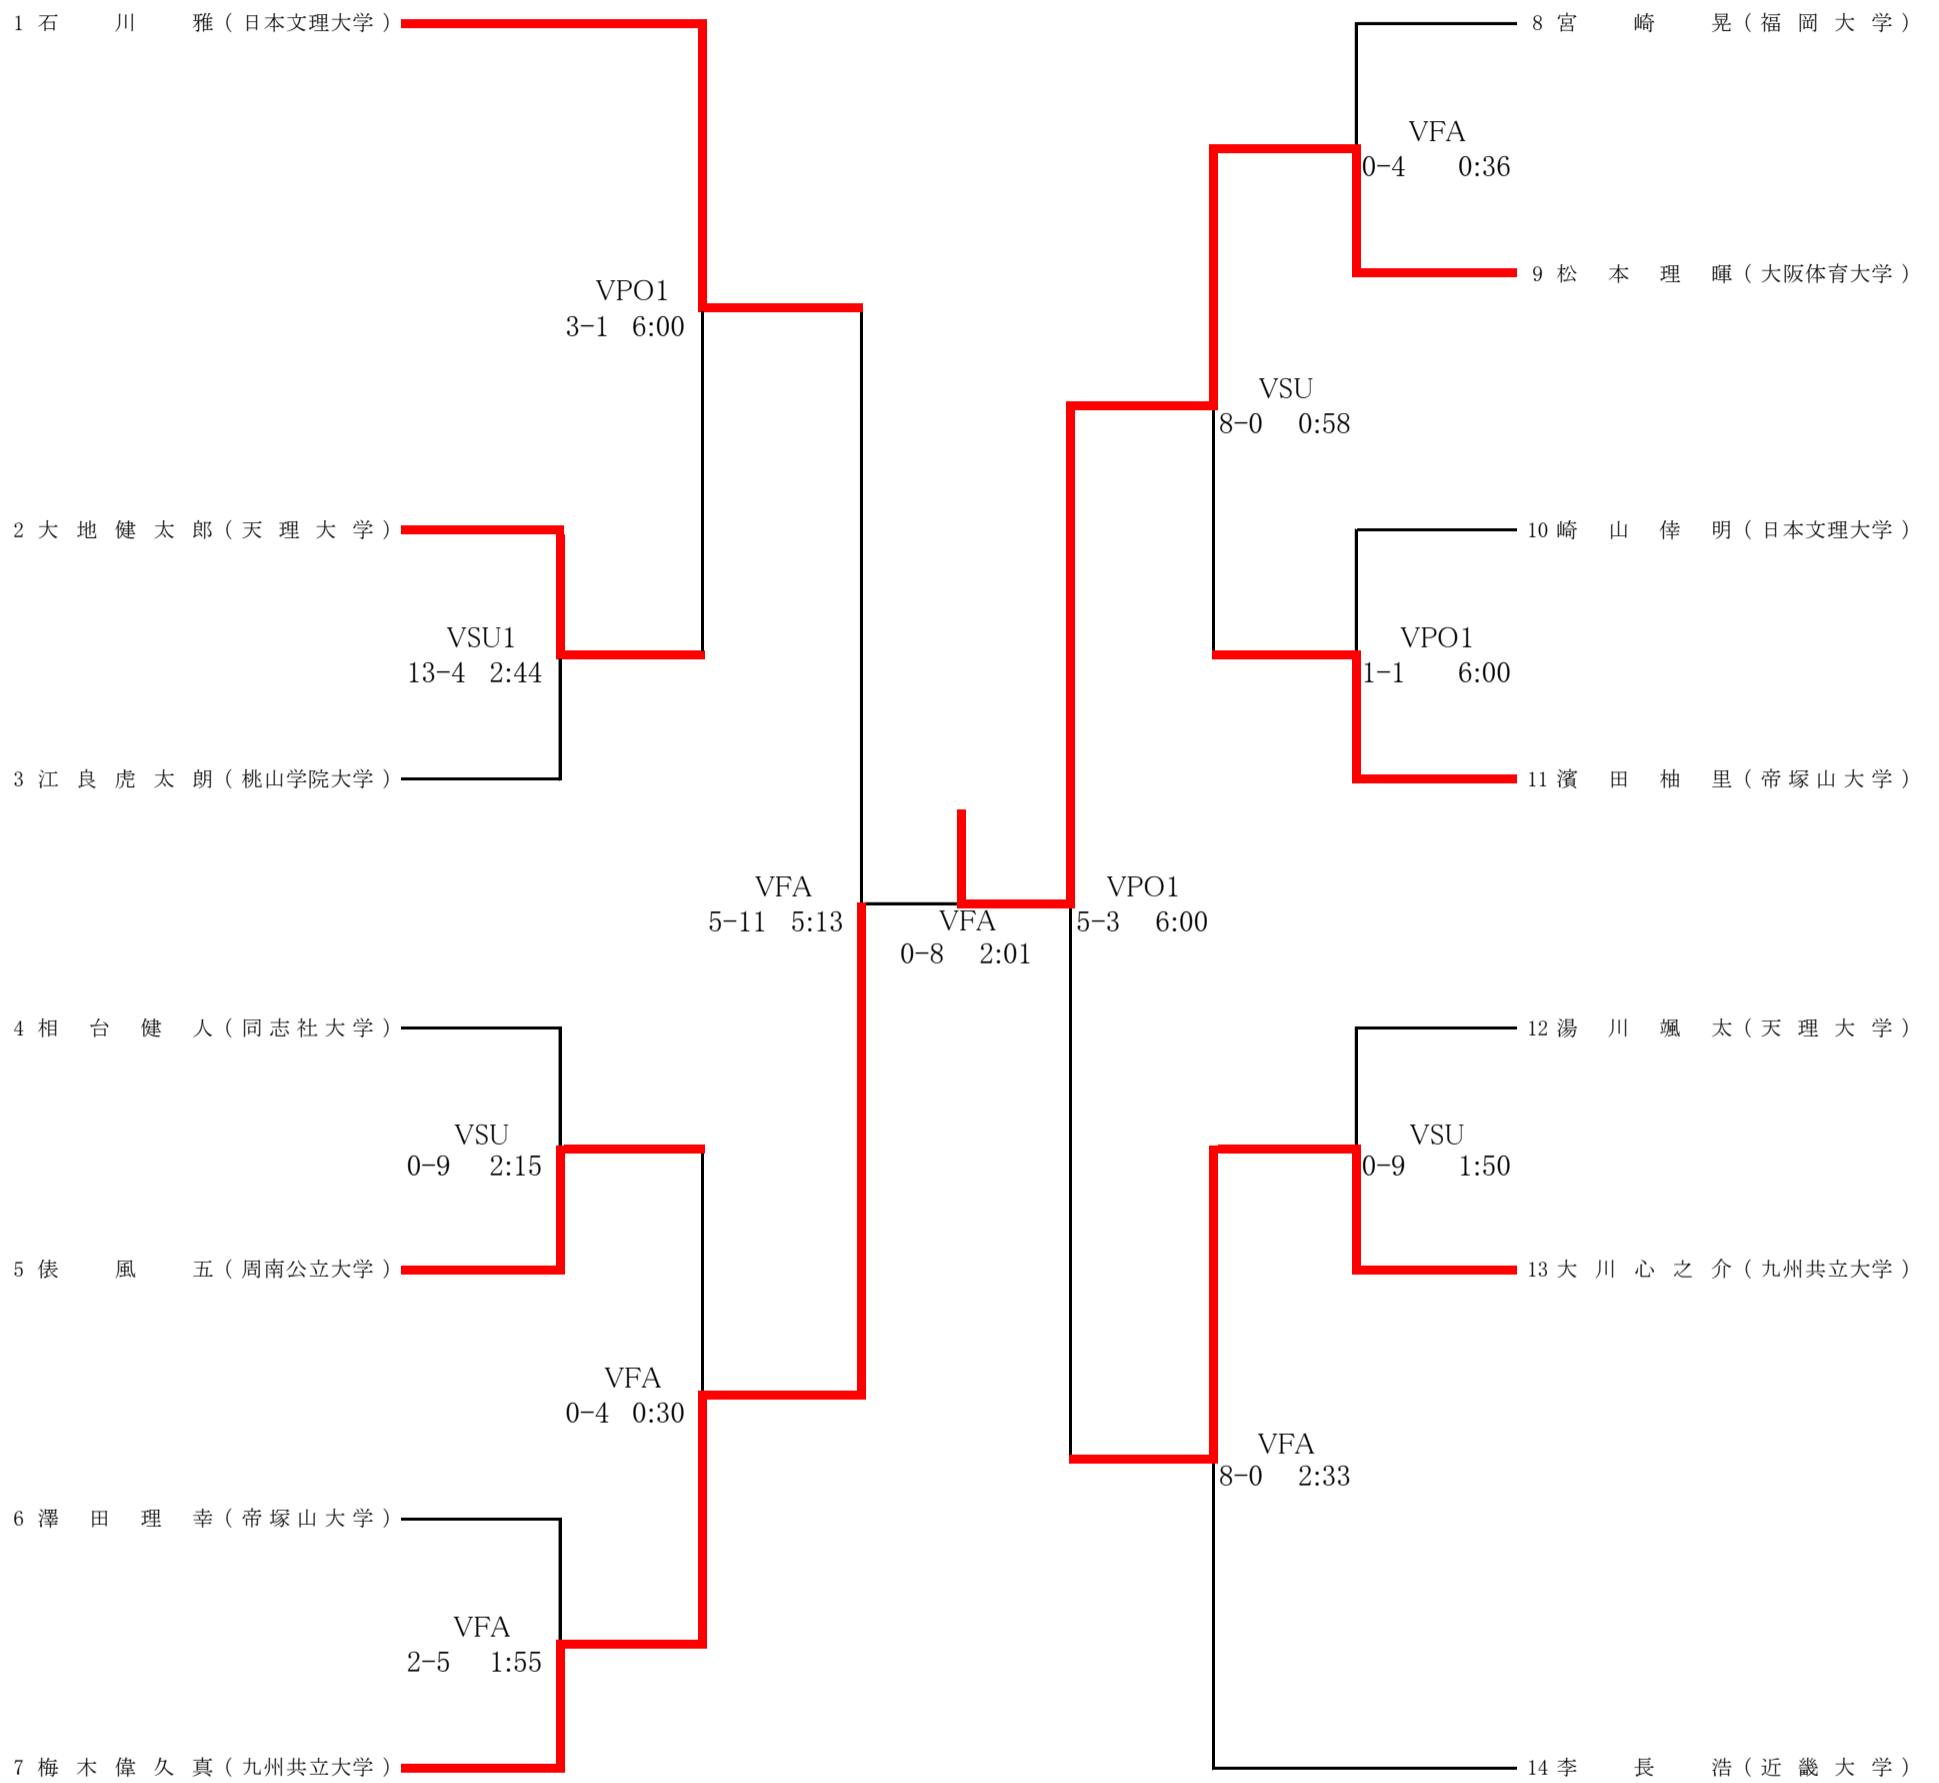 1 石川雅(日本文理大学)
VPO1
3-1 6:00
2 大地健太郎(天理大学)
VSU1
13-4 2:44
3 江良虎太朗(桃山学院大学)
VFA
5-11 5:13
4 相台健人(同志社大学)
VSU
0-9 2:15
5 俵風五(周南公立大学)
VFA
0-4 0:30
6 澤田理幸(帝塚山大学)
VFA
2-5 1:55
7 梅木偉久真(九州共立大学)
VFA
0-8 2:01
8 宮崎晃(福岡大学)
VFA
0-4 0:36
9 松本理暉(大阪体育大学)
VSU
8-0 0:58
10 崎山倖明(日本文理大学)
VPO1
1-1 6:00
11 濱田柚里(帝塚山大学)
VPO1
5-3 6:00
12 湯川颯太(天理大学)
VSU
0-9 1:50
13 大川心之介(九州共立大学)
VFA
8-0 2:33
14 李長浩(近畿大学)